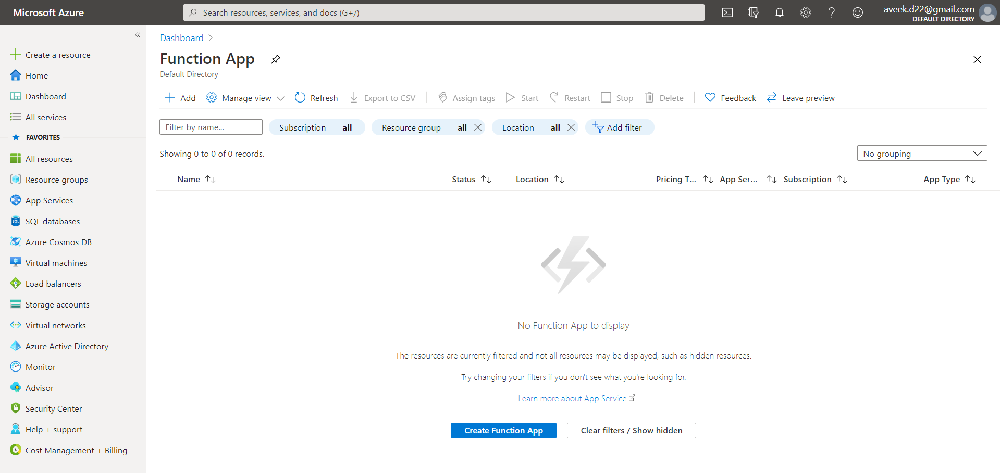 Microsoft Azure
Search resources, services, and docs (G+/)
aveek.d22@gmail.com
DEFAULT DIRECTORY
Create a resource
Home
Dashboard
All services
FAVORITES
All resources
Resource groups
App Services
SQL databases
Azure Cosmos DB
Virtual machines
Load balancers
Storage accounts
Virtual networks
Azure Active Directory
Monitor
Advisor
Security Center
Help + support
Cost Management + Billing
Dashboard >
Function App
Default Directory
Add Manage view Refresh Export to CSV Assign tags Start Restart Stop Delete Feedback Leave preview
Filter by name... Subscription == all Resource group == all Location == all Add filter
Showing 0 to 0 of 0 records. No grouping
Name Status Location Pricing T... App Ser... Subscription App Type
No Function App to display
The resources are currently filtered and not all resources may be displayed, such as hidden resources.
Try changing your filters if you don't see what you're looking for.
Learn more about App Service
Create Function App Clear filters / Show hidden